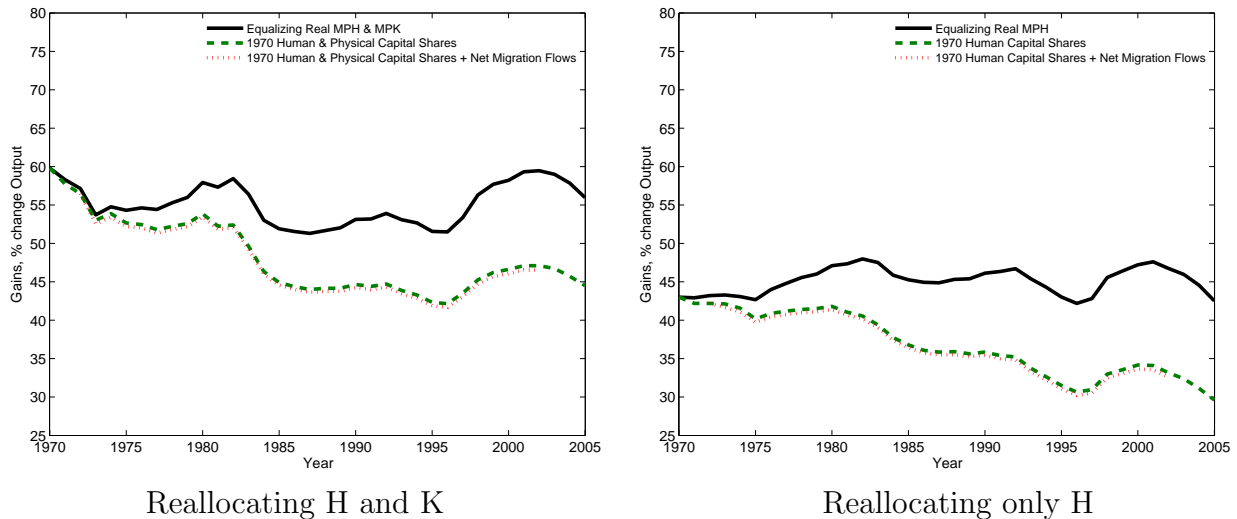 80
75
70
65
60
55
50
45
40
35
30
25
Gains, % change Output
Equalizing Real MPH & MPK
1970 Human & Physical Capital Shares
1970 Human & Physical Capital Shares + Net Migration Flows
1970 1975 1980 1985 1990 1995 2000 2005
Year
Reallocating H and K
80
75
70
65
60
55
50
45
40
35
30
25
Gains, % change Output
Equalizing Real MPH
1970 Human Capital Shares
1970 Human Capital Shares + Net Migration Flows
1970 1975 1980 1985 1990 1995 2000 2005
Year
Reallocating only H